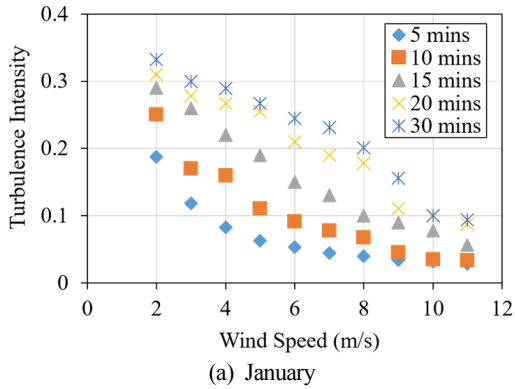 0.4
0.3
0.2
0.1
0
Turbulence Intensity
5 mins
10 mins
15 mins
20 mins
30 mins
0 2 4 6 8 10 12
Wind Speed (m/s)
(a) January